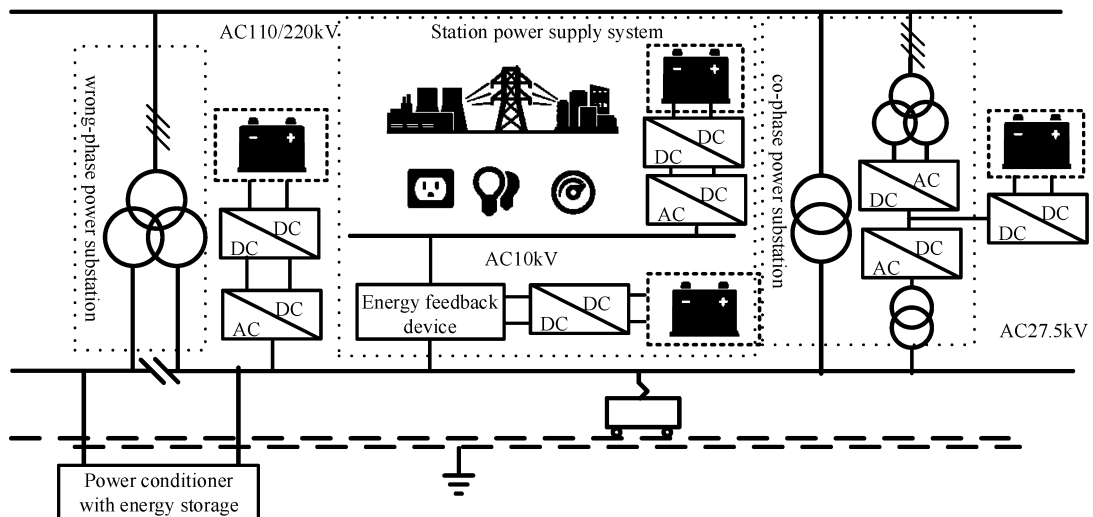 AC110/220kV
Station power supply system
wrong-phase power substation
co-phase power substation
- +
- +
- +
- +
DC
DC
DC
AC
DC
DC
DC
AC
AC
DC
DC
AC
DC
DC
AC10kV
Energy feedback
device
DC
DC
AC27.5kV
Power conditioner
with energy storage